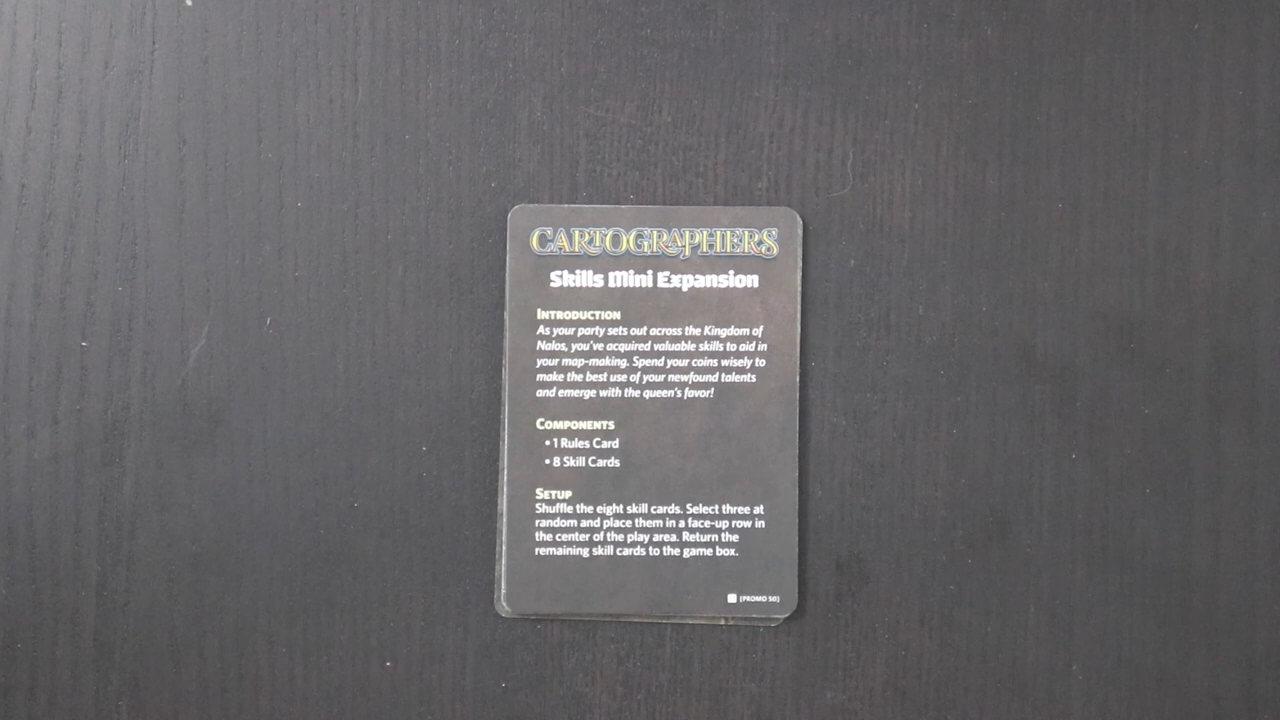 CARTOGRAPHERS
Skills Mini Expansion
INTRODUCTION
As your party sets out across the Kingdom of
Nalos, you've acquired valuable skills to aid in
your map-making. Spend your coins wisely to
make the best use of your newfound talents
and emerge with the queen's favor!
COMPONENTS
• 1 Rules Card
• 8 Skill Cards
SETUP
Shuffle the eight skill cards. Select three at
random and place them in a face-up row in
the center of the play area. Return the
remaining skill cards to the game box.
[PROMO S0]